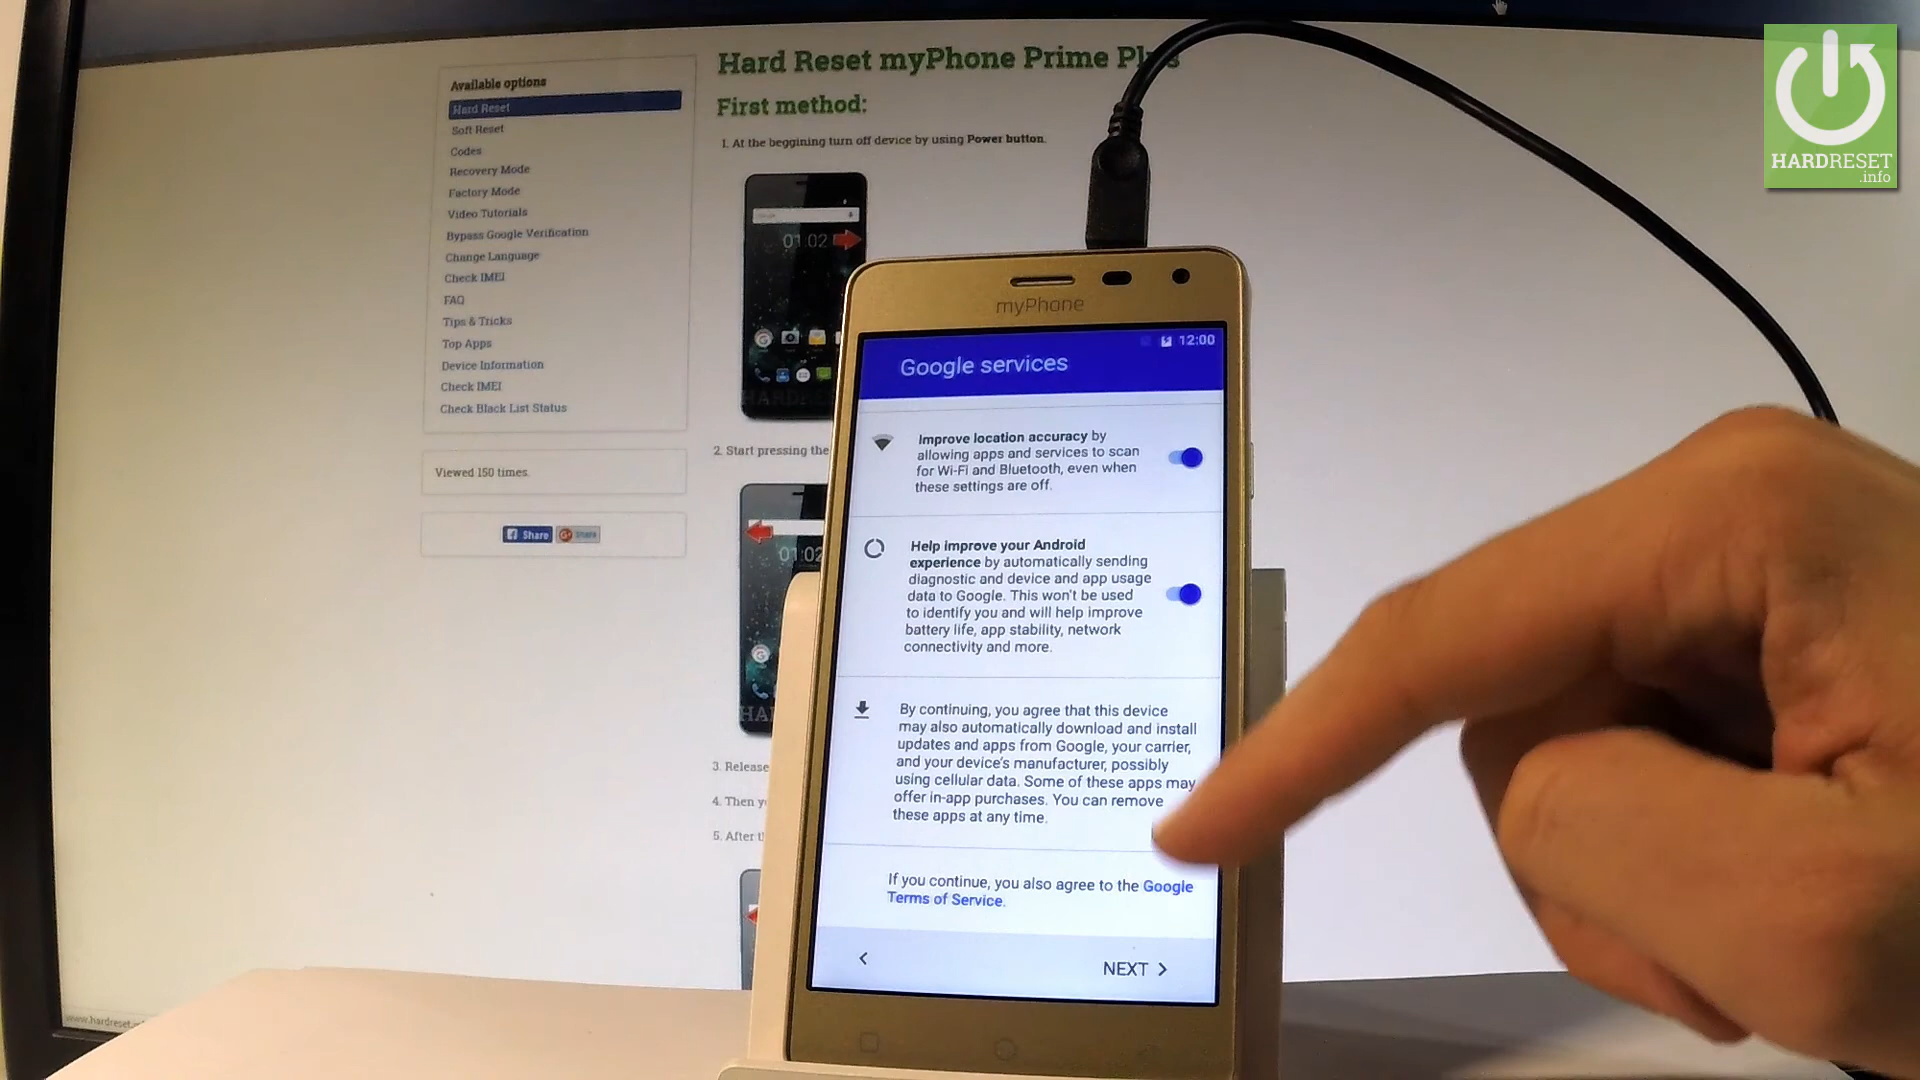 Hard Reset myPhone Prime Plus
First method:
1. At the beggining turn off device by using Power button.
Available options
Hard Reset
Soft Reset
Codes
Recovery Mode
Factory Mode
Video Tutorials
Bypass Google Verification
Change Language
Check IMEI
FAQ
Tips & Tricks
Top Apps
Device Information
Check IMEI
Check Black List Status
Viewed 150 times.
Share
Share
01:02
2. Start pressing the
01:02
3. Release
4. Then
5. After
www.hardreset.
HARDRESET
.info
myPhone
12:00
Google services
Improve location accuracy by
allowing apps and services to scan
for Wi-Fi and Bluetooth, even when
these settings are off.
Help improve your Android
experience by automatically sending
diagnostic and device and app usage
data to Google. This won't be used
to identify you and will help improve
battery life, app stability, network
connectivity and more.
By continuing, you agree that this device
may also automatically download and install
updates and apps from Google, your carrier,
and your device's manufacturer, possibly
using cellular data. Some of these apps may
offer in-app purchases. You can remove
these apps at any time.
If you continue, you also agree to the Google
Terms of Service.
NEXT